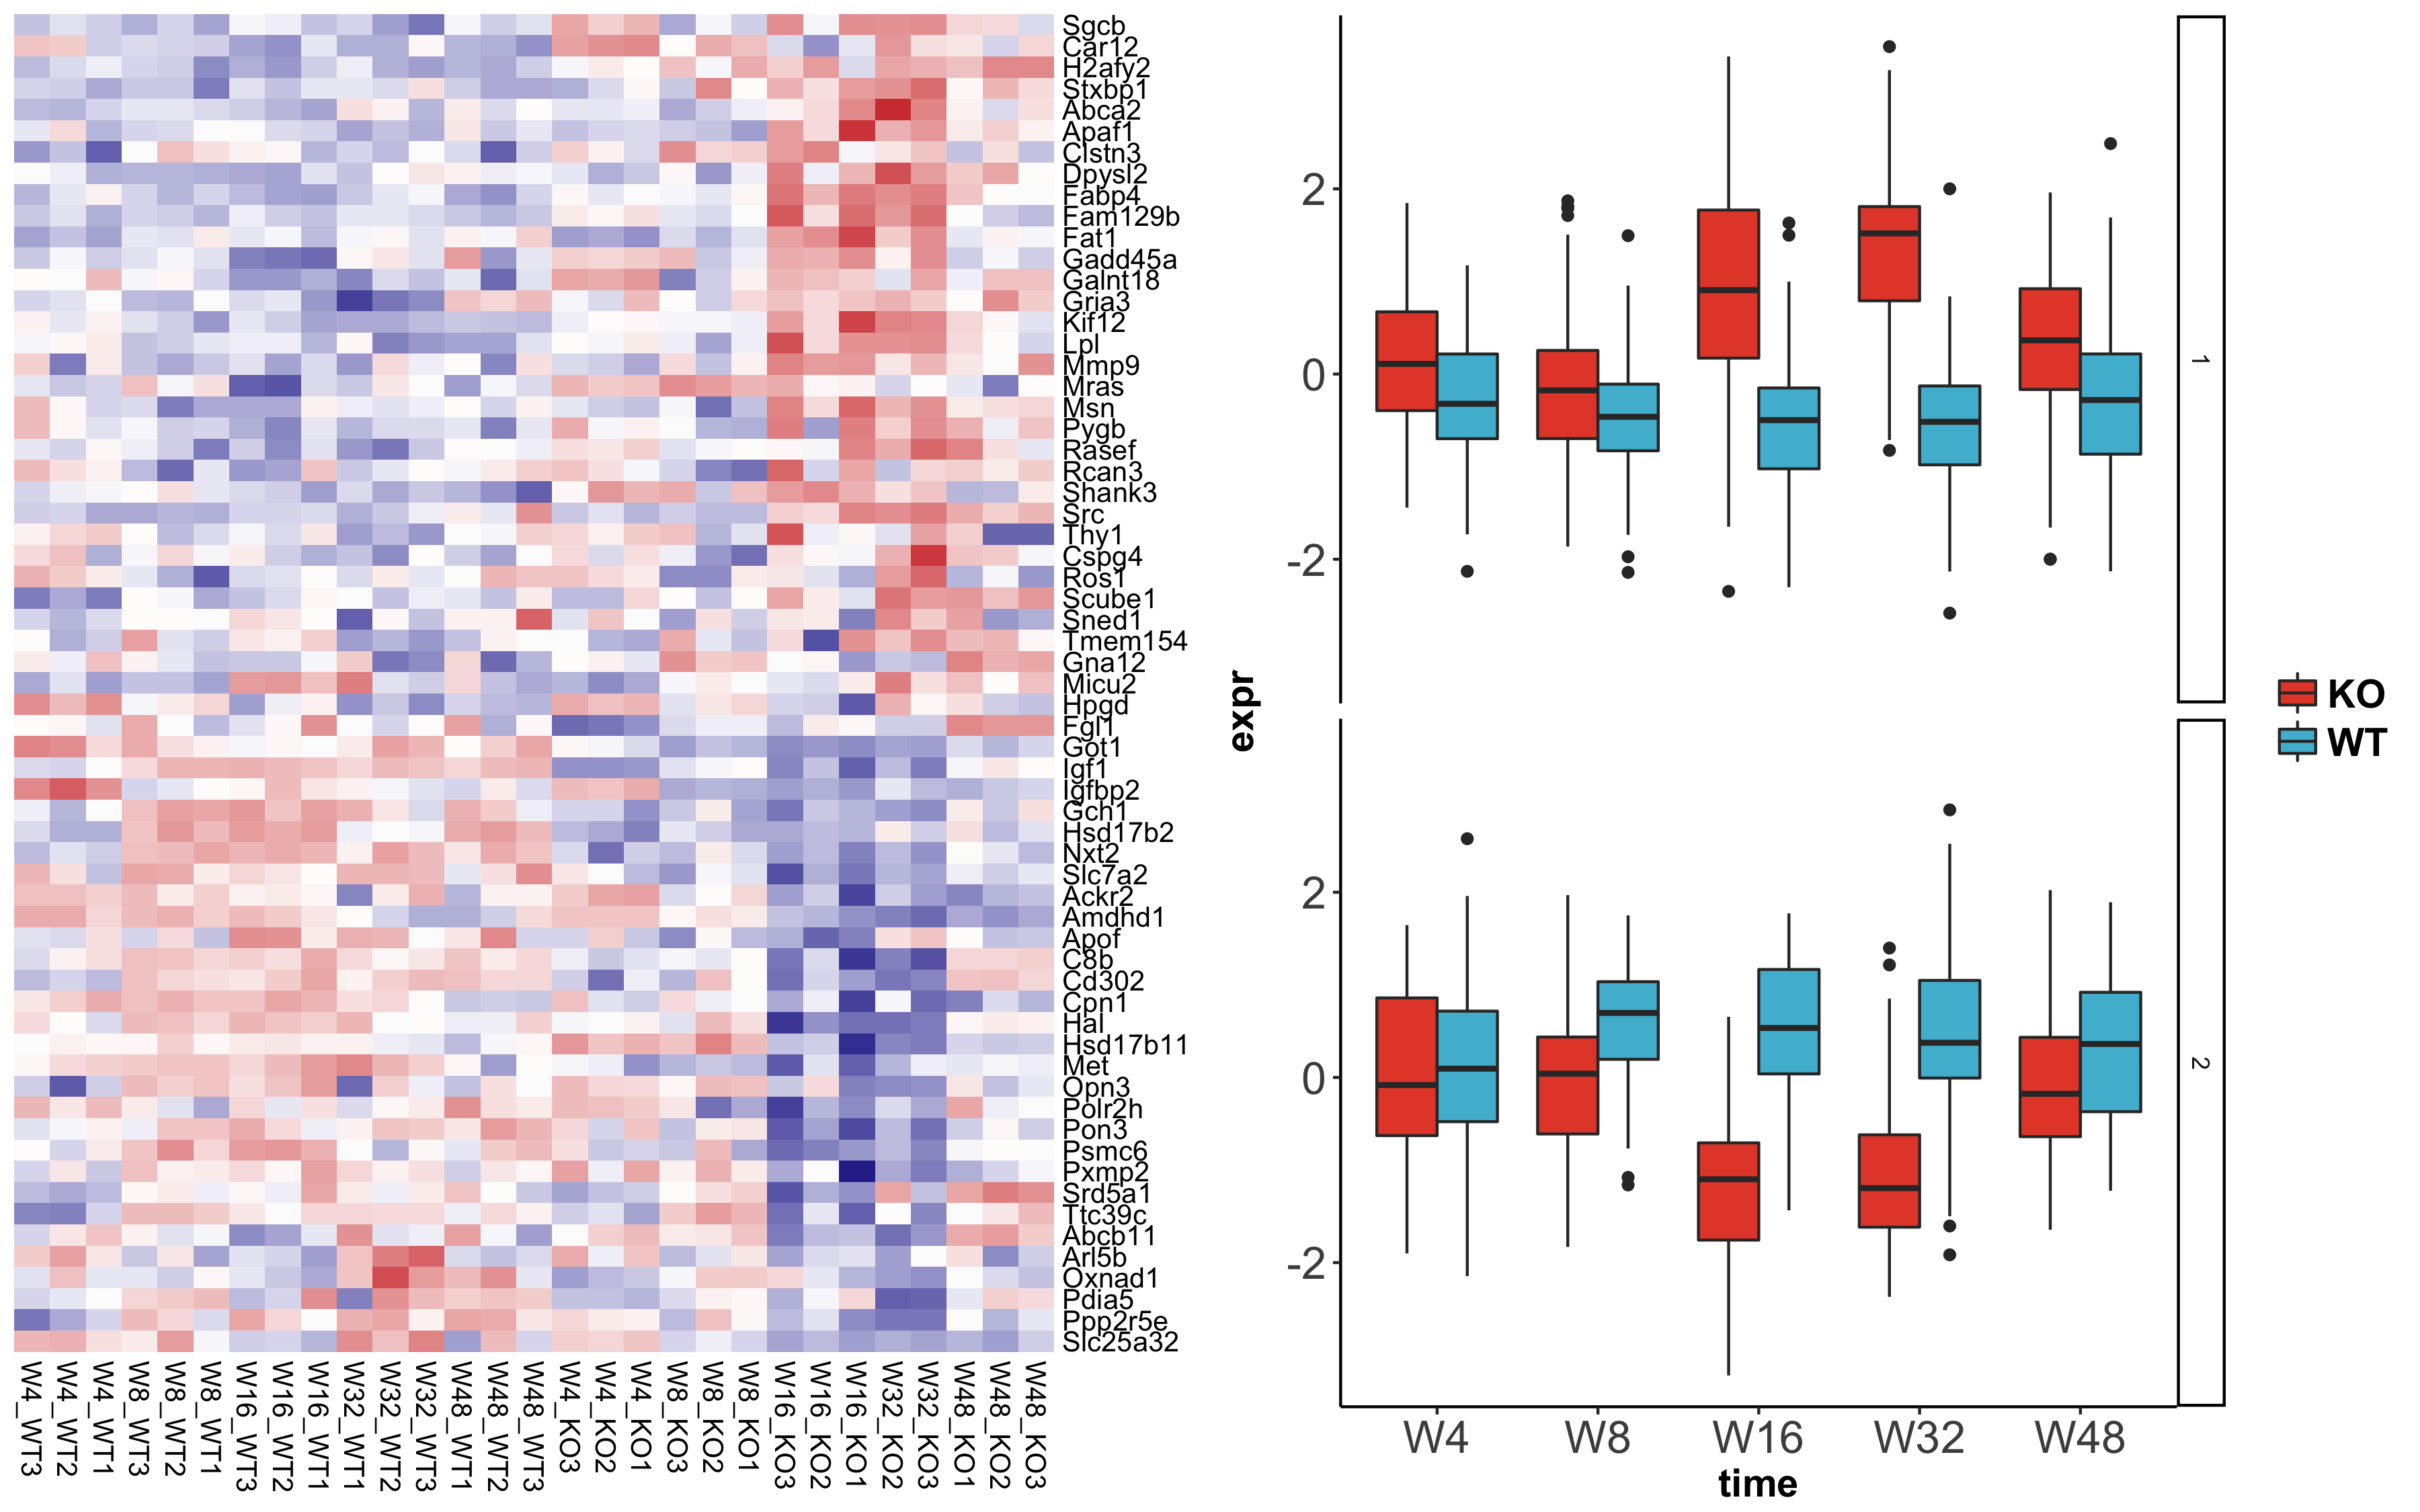 Sgcb
Car12
H2afy2
Stxbp1
Abca2
Apaf1
Clstn3
Dpysl2
Fabp4
Fam129b
Fat1
Gadd45a
Galnt18
Gria3
Kif12
Lpl
Mmp9
Mras
Msn
Pygb
Rasef
Rcan3
Shank3
Src
Thy1
Cspg4
Ros1
Scube1
Sned1
Tmem154
Gna12
Micu2
Hpgd
Fgl1
Got1
Igf1
Igfbp2
Gch1
Hsd17b2
Nxt2
Slc7a2
Ackr2
Amdhd1
Apof
C8b
Cd302
Cpn1
Hal
Hsd17b11
Met
Opn3
Polr2h
Pon3
Psmc6
Pxmp2
Srd5a1
Ttc39c
Abcb11
Arl5b
Oxnad1
Pdia5
Ppp2r5e
Slc25a32
W4_WT3
W4_WT2
W4_WT1
W8_WT3
W8_WT2
W8_WT1
W16_WT3
W16_WT2
W16_WT1
W32_WT1
W32_WT2
W32_WT3
W48_WT1
W48_WT2
W48_WT3
W4_KO3
W4_KO2
W4_KO1
W8_KO3
W8_KO2
W8_KO1
W16_KO3
W16_KO2
W16_KO1
W32_KO2
W32_KO3
W48_KO1
W48_KO2
W48_KO3
expr
2
0
-2
1
2
0
-2
2
W4 W8 W16 W32 W48
time
KO
WT